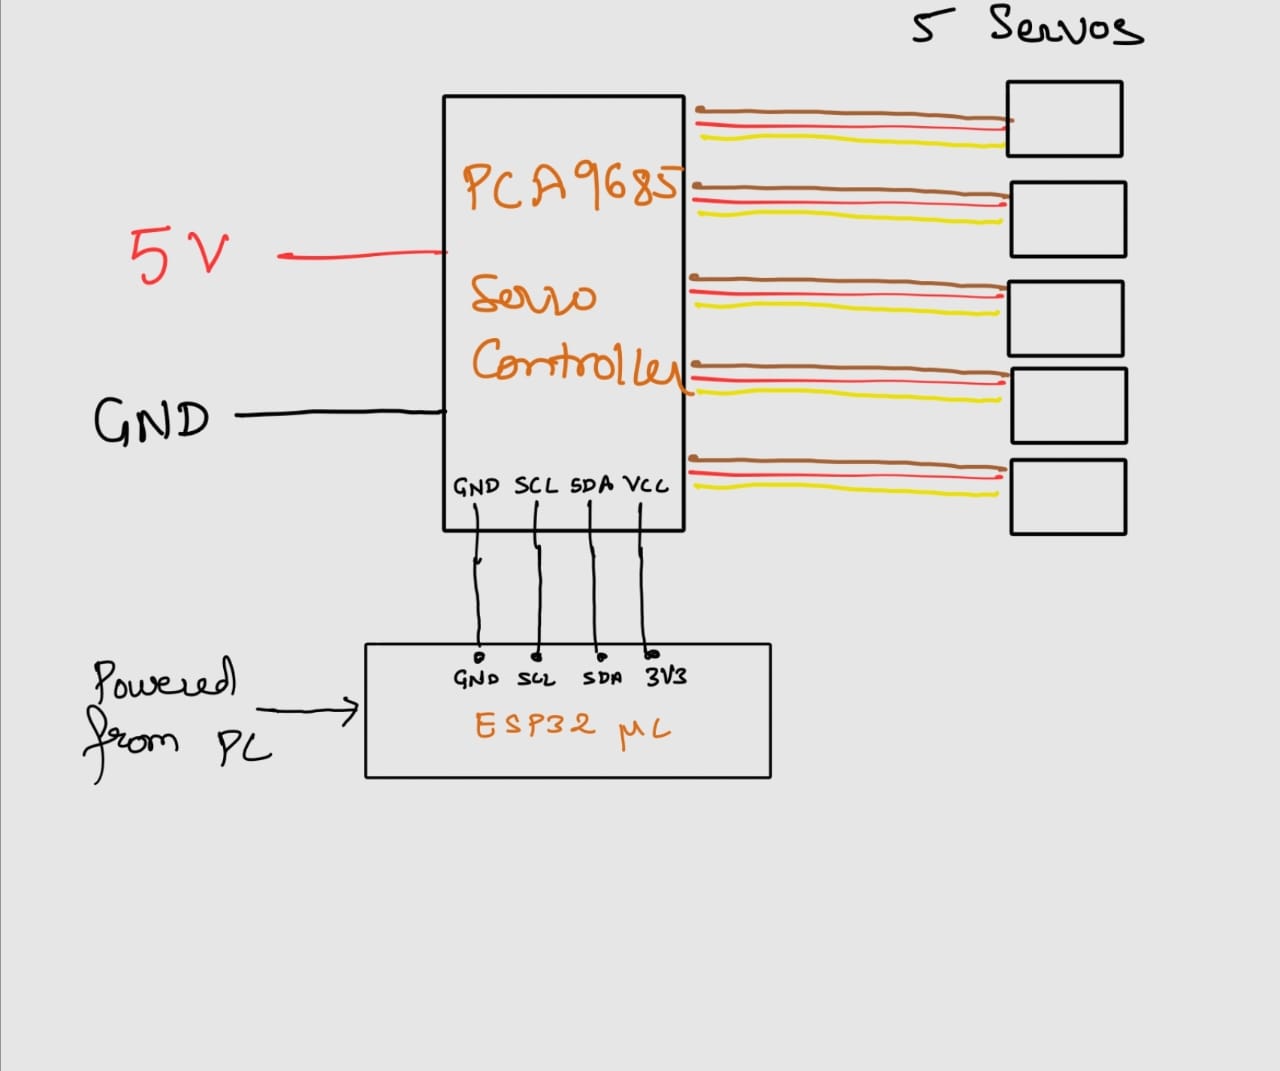 5 Servos
PCA9685
5V
Servo
Controller
GND
GND SCL SDA VCC
GND SCL SDA 3V3
Powered
from PC
ESP32 μC